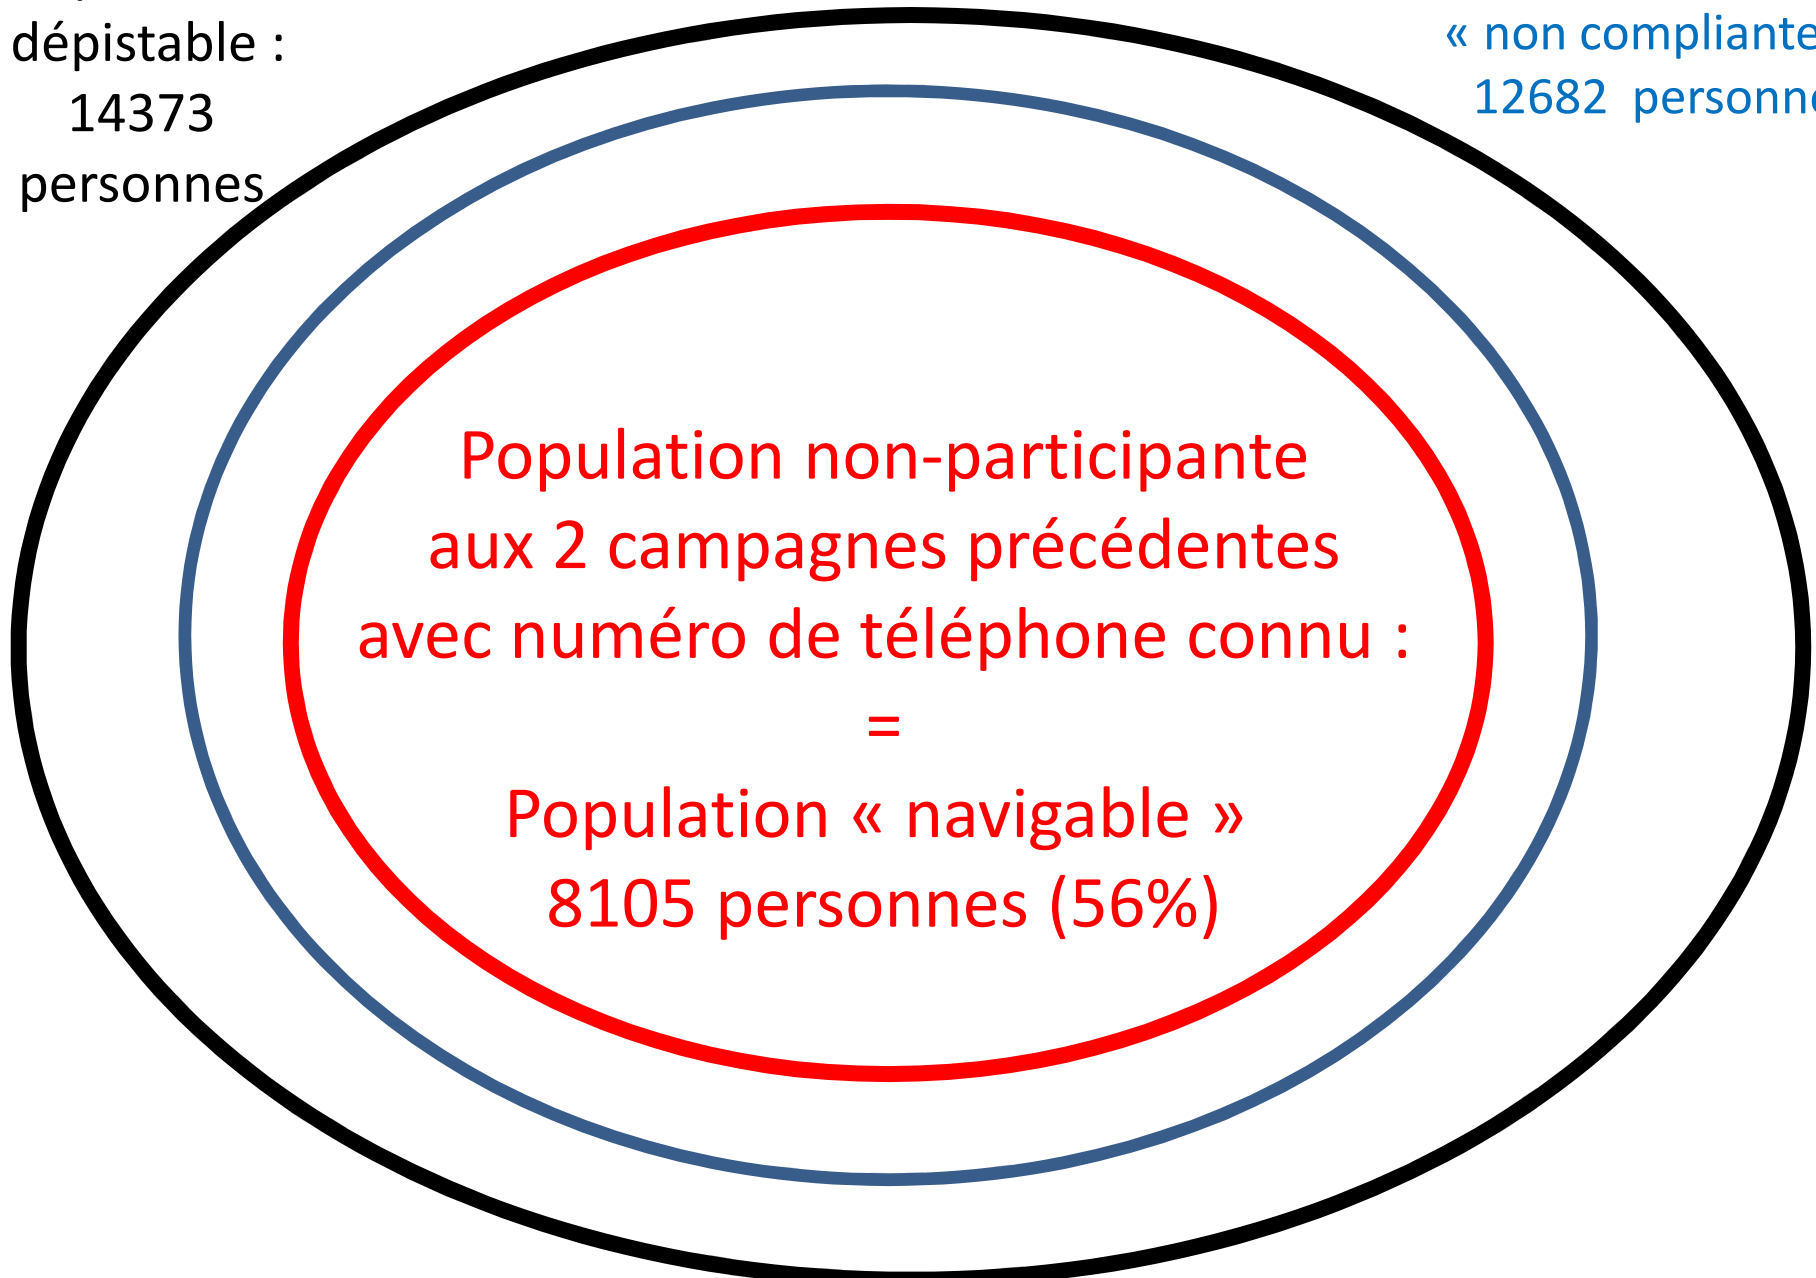 dépistable :
14373
personnes
« non compliante
12682 personne
Population non-participante
aux 2 campagnes précédentes
avec numéro de téléphone connu :
=
Population « navigable »
8105 personnes (56%)